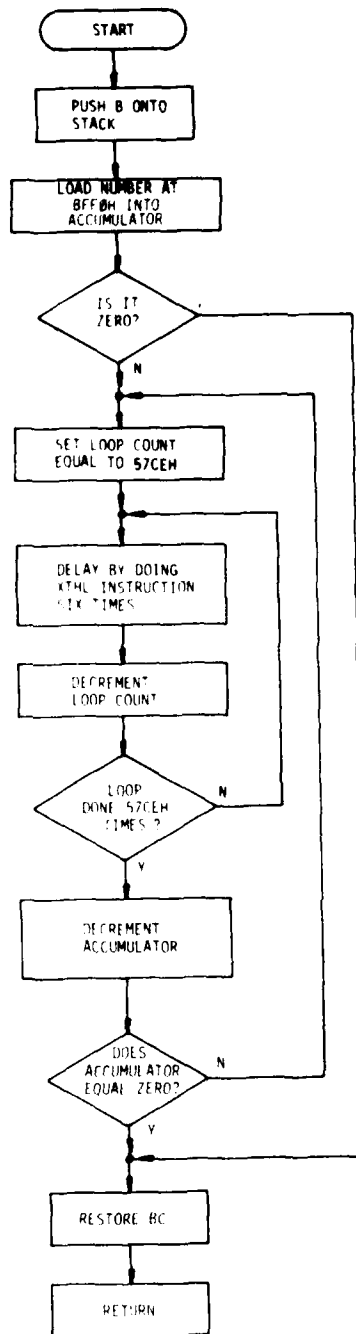 START
PUSH B ONTO
STACK
LOAD NUMBER AT
BFF0H INTO
ACCUMULATOR
IS IT
ZERO?
N
SET LOOP COUNT
EQUAL TO 57CEH
DELAY BY DOING
XTHL INSTRUCTION
SIX TIMES
DECREMENT
LOOP COUNT
LOOP
DONE 57CEH
TIMES ?
N
Y
DECREMENT
ACCUMULATOR
DOES
ACCUMULATOR
EQUAL ZERO?
N
Y
RESTORE BC
RETURN